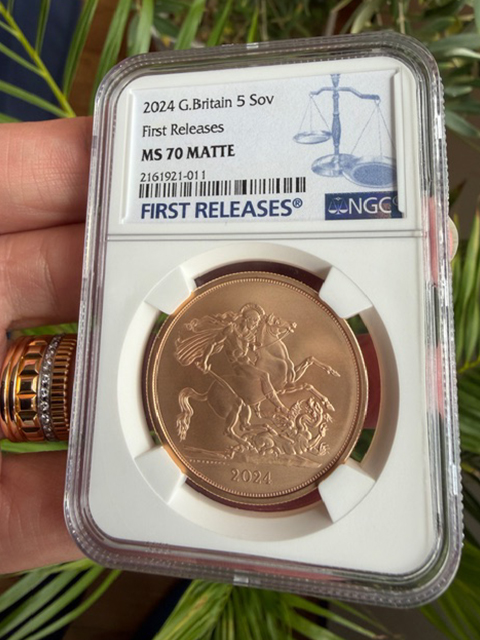 2024 G.Britain 5 Sov
First Releases
MS 70 MATTE
2161921-011
FIRST RELEASES®
NGC
2024